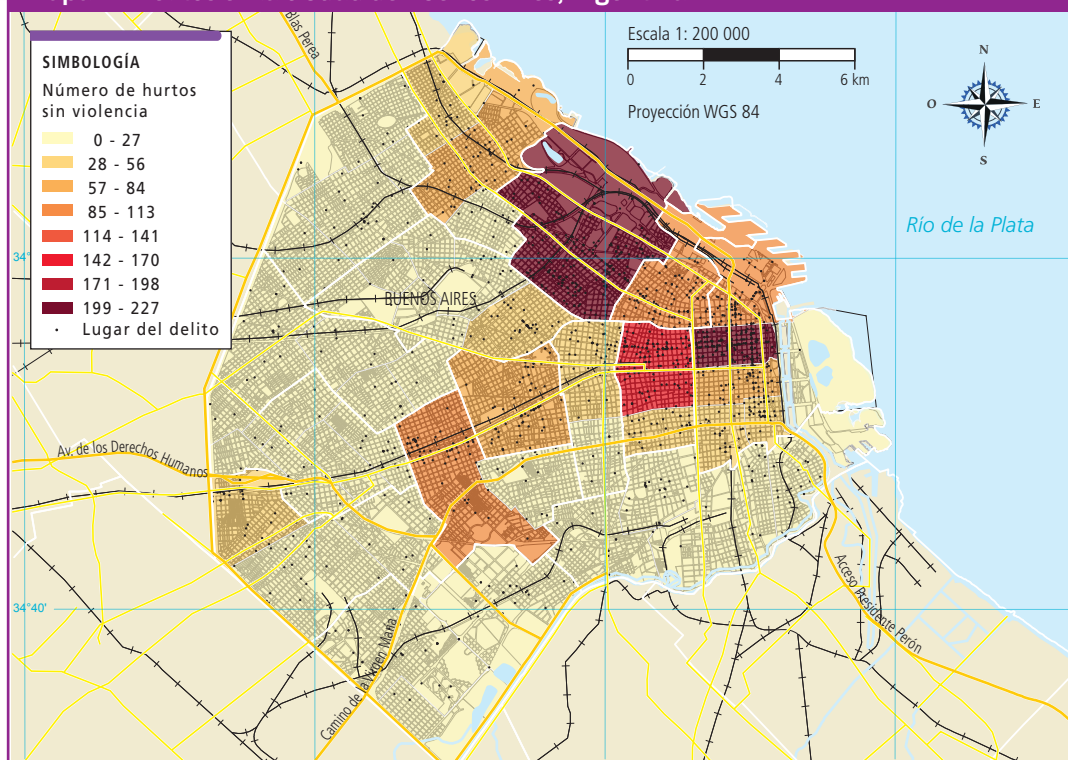 Blas Perea
SIMBOLOGÍA
Número de hurtos
sin violencia
0 - 27
28 - 56
57 - 84
85 - 113
114 - 141
142 - 170
171 - 198
199 - 227
Lugar del delito
Escala 1: 200 000
0 2 4 6 km
Proyección WGS 84
N
O E
S
Río de la Plata
34°
BUENOS AIRES
Av. de los Derechos Humanos
34°40'
Camino de la Virgen María
Acceso Presidente Perón